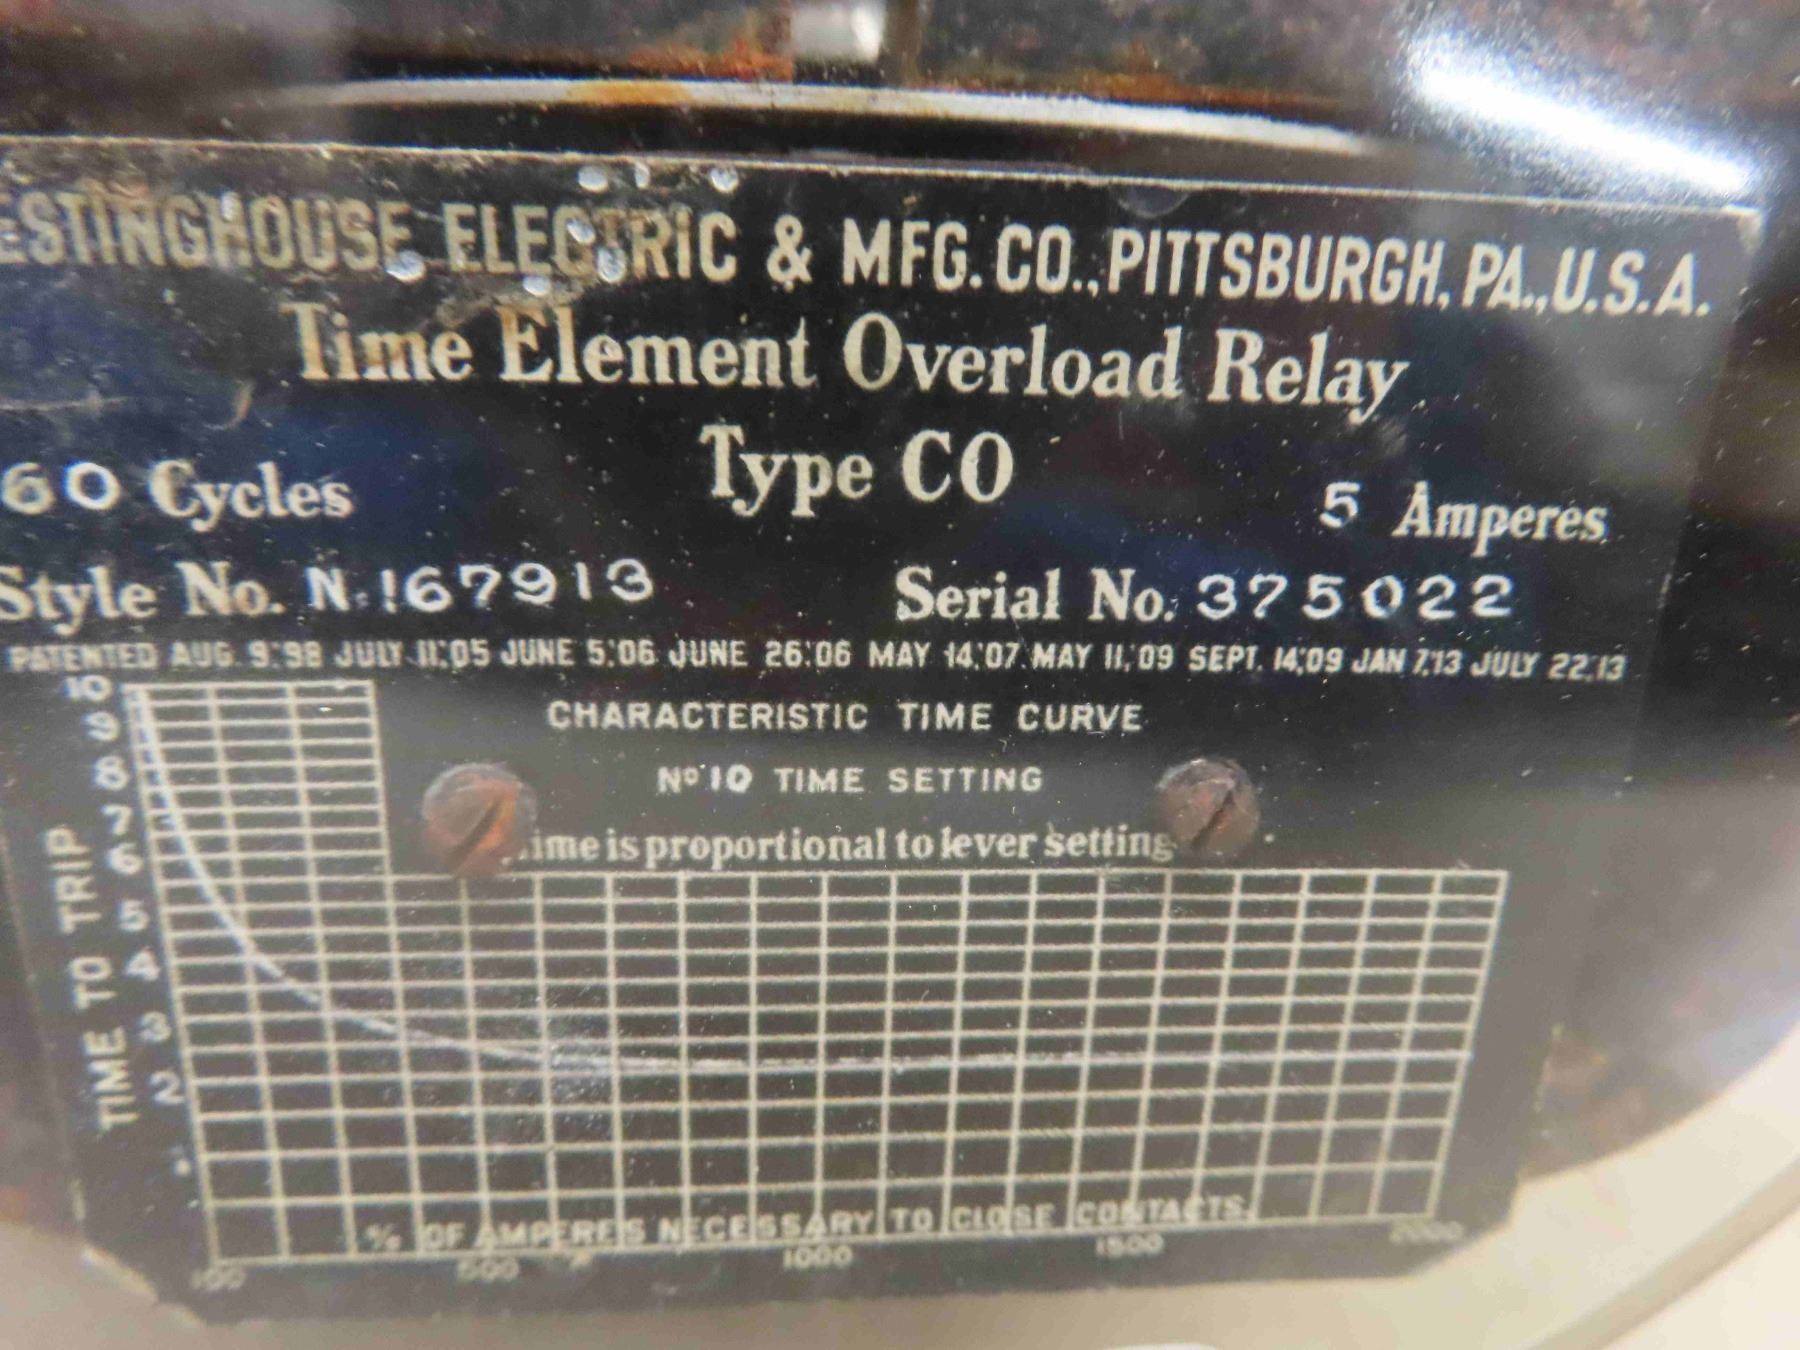 ESTINGHOUSE ELECTRIC & MFG. CO., PITTSBURGH, PA., U.S.A.
Time Element Overload Relay
Type CO
60 Cycles
5 Amperes
Style No. N-167913
Serial No. 375022
PATENTED AUG. 9.'98 JULY 11,'05 JUNE 5,'06 JUNE 26,'06 MAY 14,'07 MAY 11,'09 SEPT. 14,'09 JAN 7,'13 JULY 22,'13
CHARACTERISTIC TIME CURVE
No 10 TIME SETTING
ime is proportional to lever setting
10
9
8
7
6
5
4
3
2
TIME TO TRIP
% OF AMPERES NECESSARY TO CLOSE CONTACTS.
100 500 1000 1500 2000